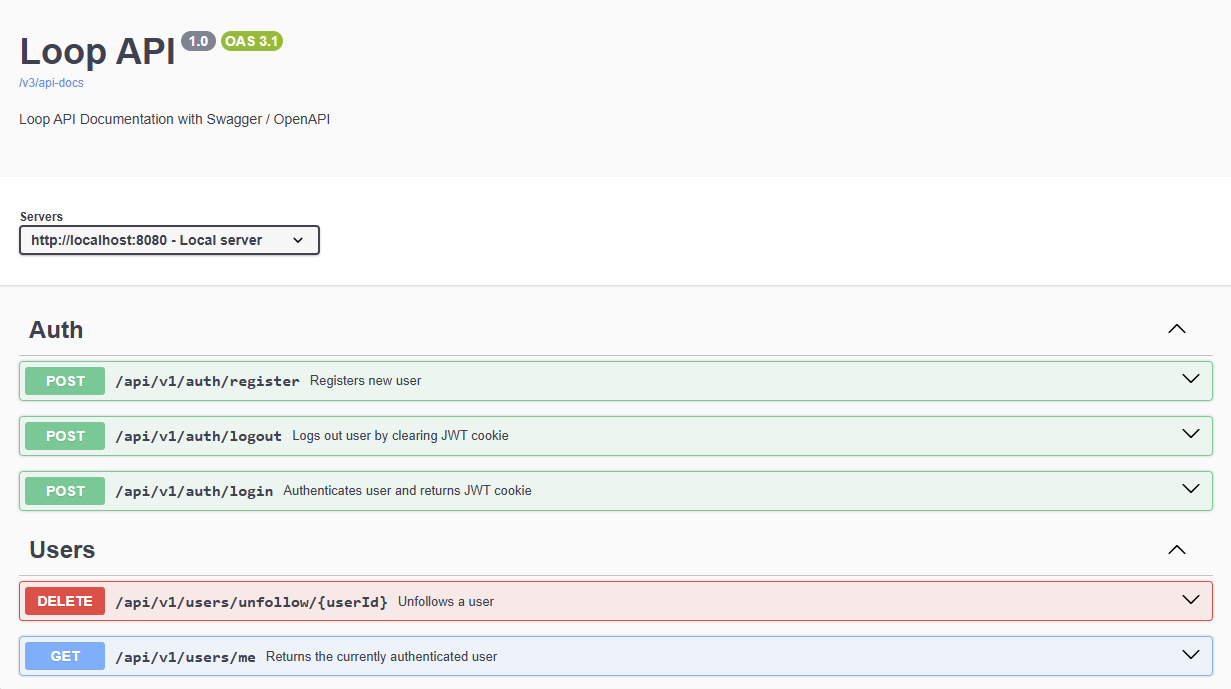 Loop API 1.0 OAS 3.1
/v3/api-docs
Loop API Documentation with Swagger / OpenAPI
Servers
http://localhost:8080 - Local server
Auth
POST /api/v1/auth/register Registers new user
POST /api/v1/auth/logout Logs out user by clearing JWT cookie
POST /api/v1/auth/login Authenticates user and returns JWT cookie
Users
DELETE /api/v1/users/unfollow/{userId} Unfollows a user
GET /api/v1/users/me Returns the currently authenticated user